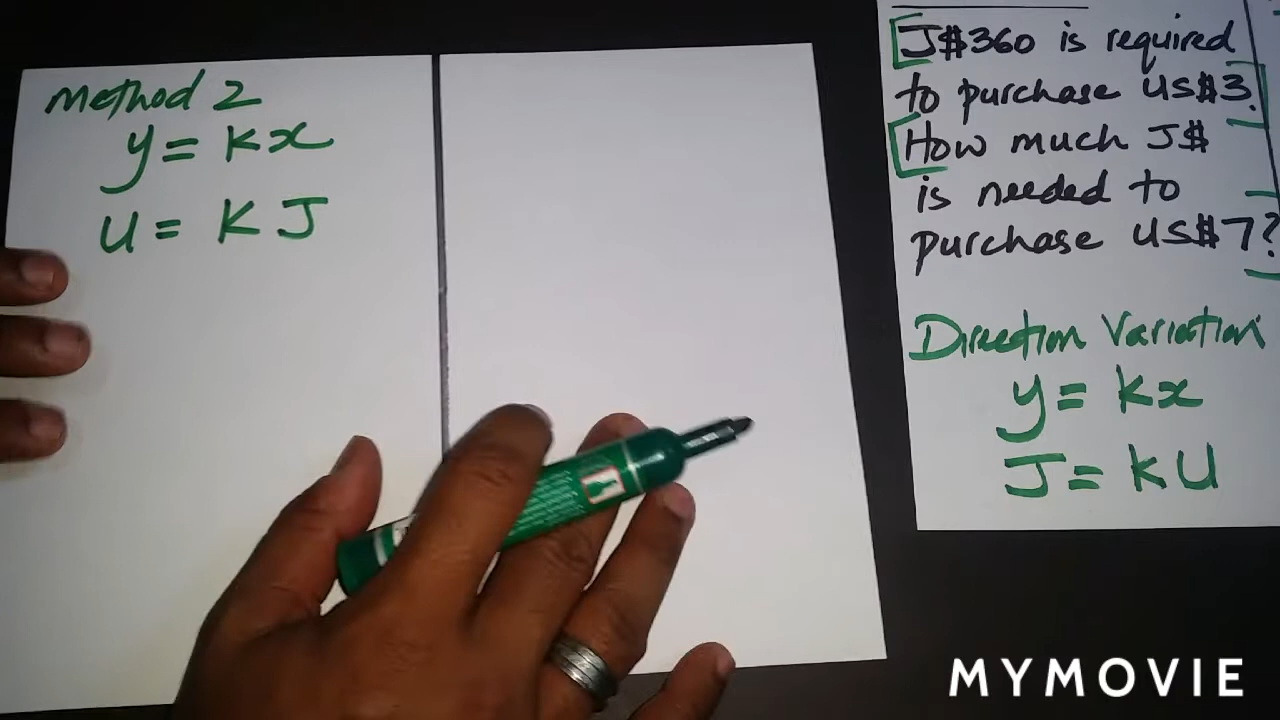 Method 2
y = kx
U = KJ
J$360 is required
to purchase US$3.
How much J$
is needed to
purchase US$7?
Direction Variation
y = kx
J = KU
MYMOVIE